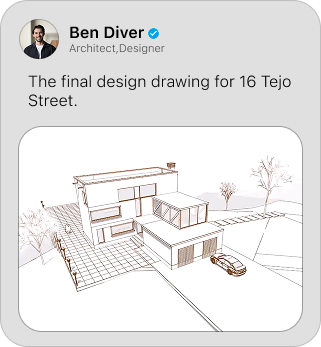 Ben Diver
Architect,Designer
The final design drawing for 16 Tejo
Street.